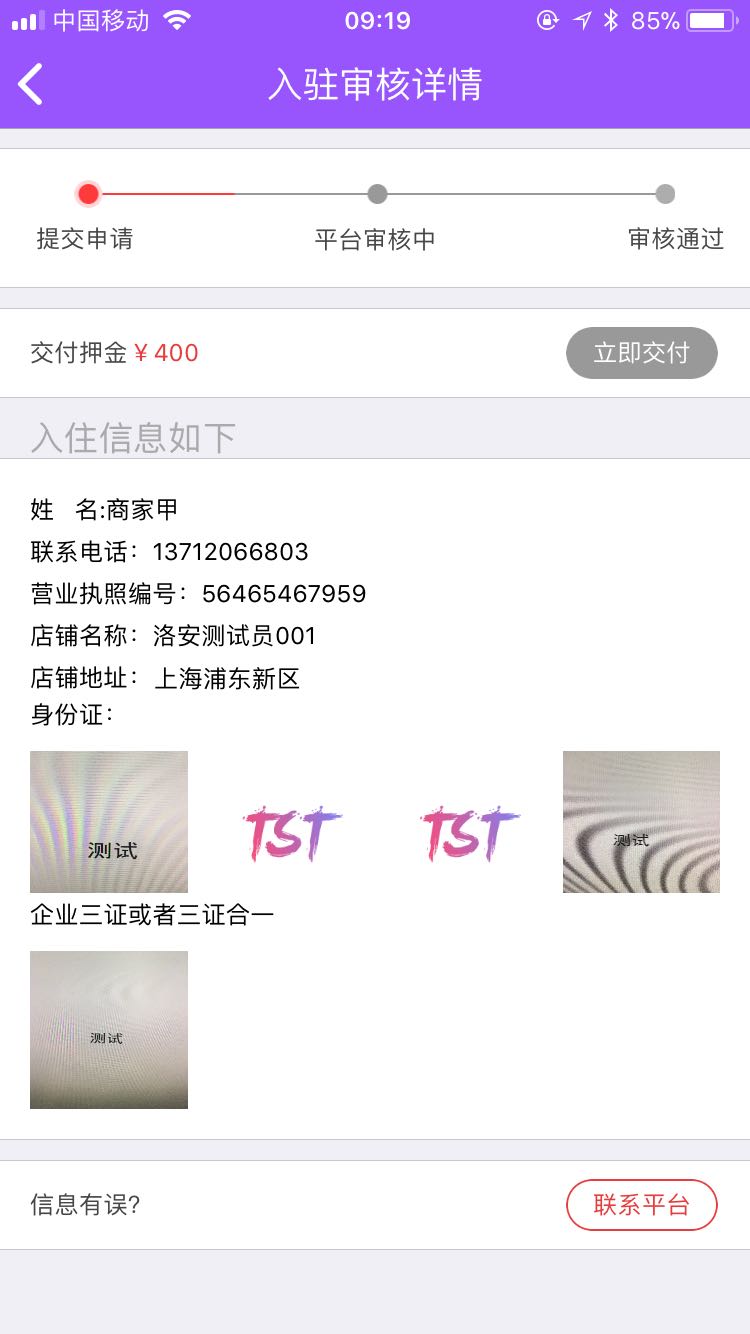 中国移动 09:19 85%
入驻审核详情
提交申请 平台审核中 审核通过
交付押金 ¥ 400 立即交付
入住信息如下
姓 名:商家甲
联系电话：13712066803
营业执照编号：56465467959
店铺名称：洛安测试员001
店铺地址：上海浦东新区
身份证：
测试 TST TST 测试
企业三证或者三证合一
测试
信息有误? 联系平台